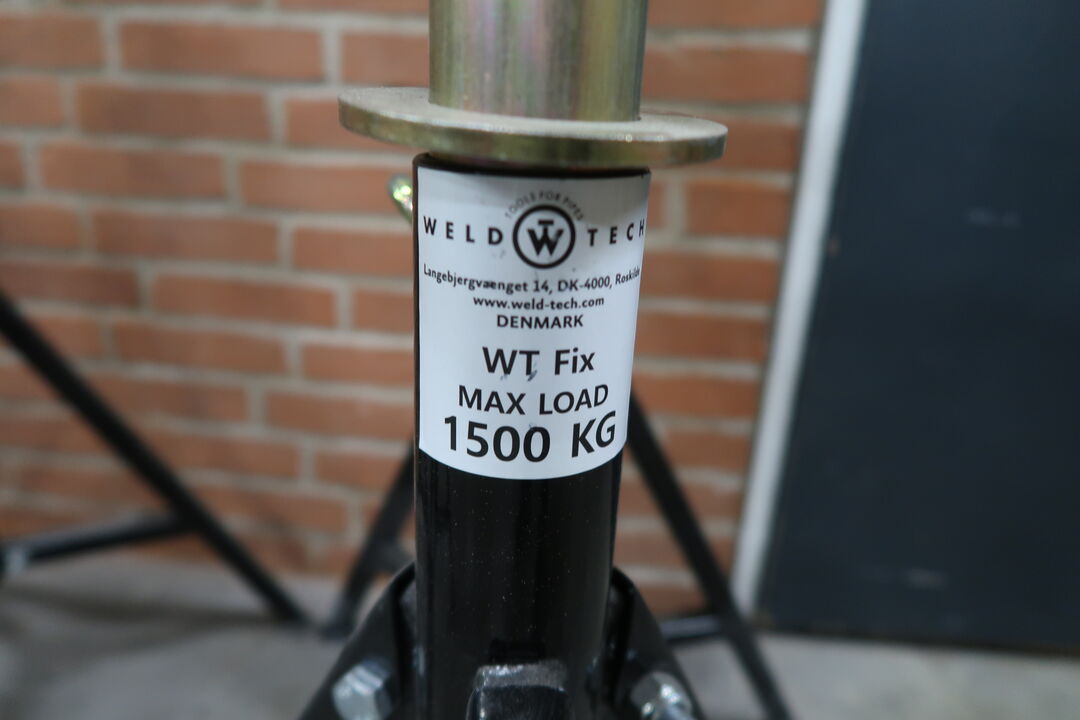 TOOLS FOR PIPES
WELD TW TECH
Langebjergvænget 14, DK-4000, Roskilde
www.weld-tech.com
DENMARK
WT Fix
MAX LOAD
1500 KG